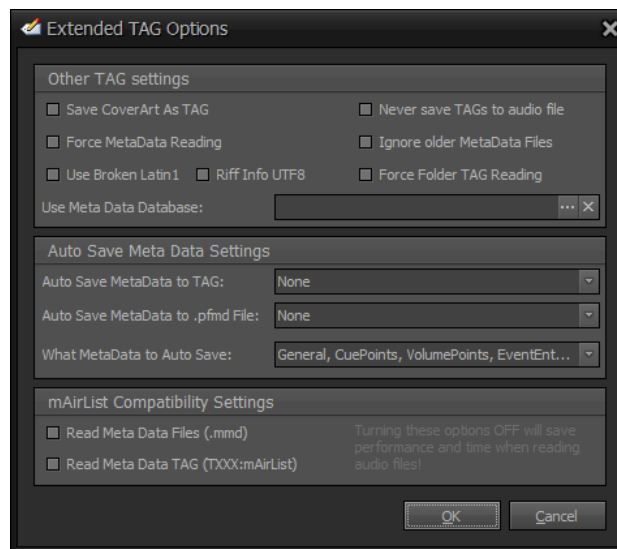 Extended TAG Options
Other TAG settings
Save CoverArt As TAG
Never save TAGs to audio file
Force MetaData Reading
Ignore older MetaData Files
Use Broken Latin1
Riff Info UTF8
Force Folder TAG Reading
Use Meta Data Database:
Auto Save Meta Data Settings
Auto Save MetaData to TAG:
None
Auto Save MetaData to .pfmd File:
None
What MetaData to Auto Save:
General, CuePoints, VolumePoints, EventEnt...
mAirList Compatibility Settings
Read Meta Data Files (.mmd)
Read Meta Data TAG (TXXX:mAirList)
Turning these options OFF will save
performance and time when reading
audio files!
OK
Cancel